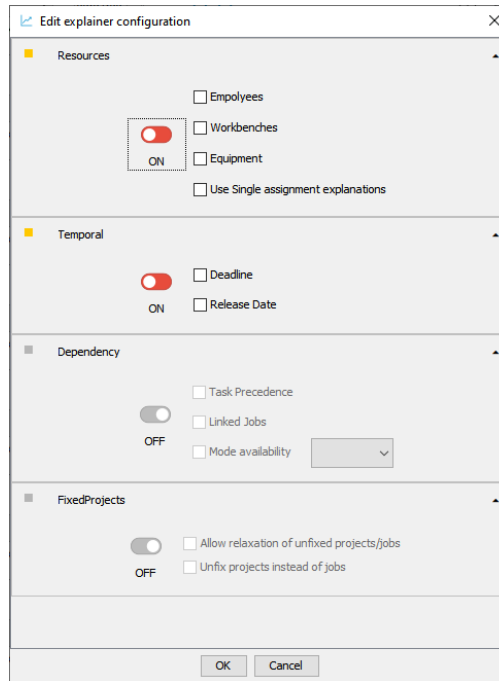 Edit explainer configuration
Resources
Empolyees
Workbenches
ON
Equipment
Use Single assignment explanations
Temporal
Deadline
ON
Release Date
Dependency
Task Precedence
Linked Jobs
OFF
Mode availability
FixedProjects
Allow relaxation of unfixed projects/jobs
OFF
Unfix projects instead of jobs
OK
Cancel